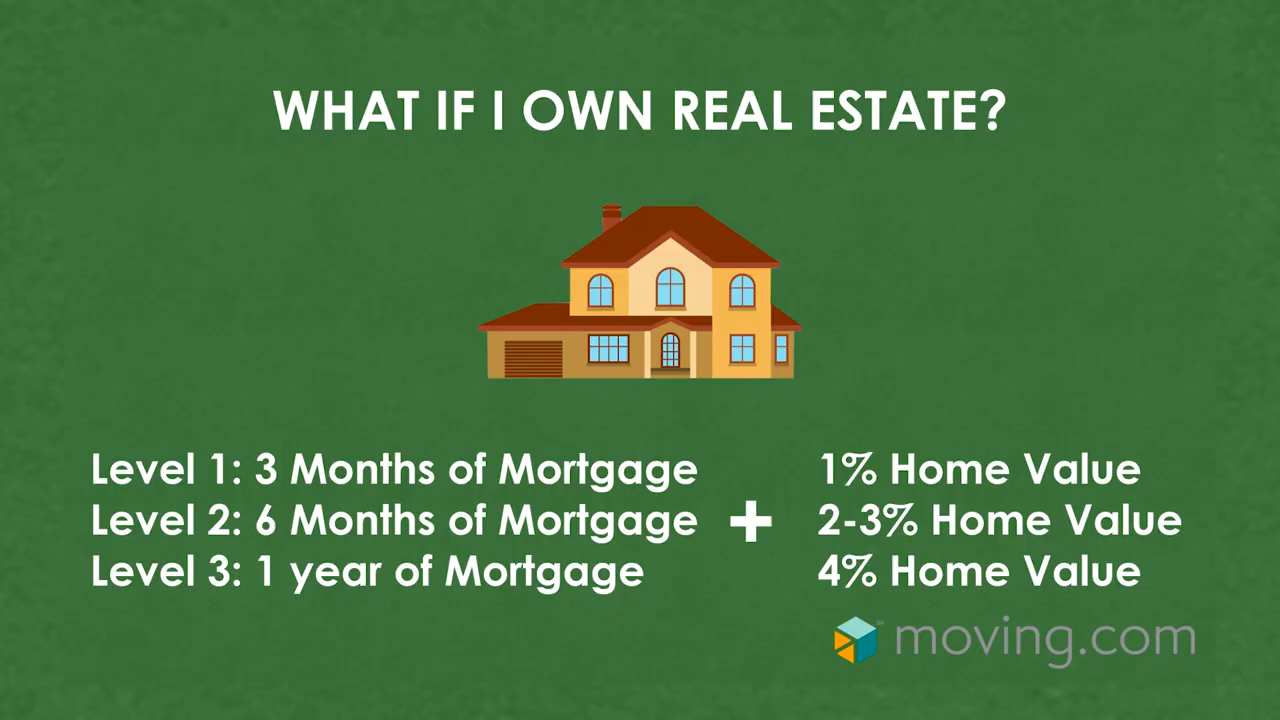 WHAT IF I OWN REAL ESTATE?
Level 1: 3 Months of Mortgage
Level 2: 6 Months of Mortgage
Level 3: 1 year of Mortgage
+
1% Home Value
2-3% Home Value
4% Home Value
moving.com